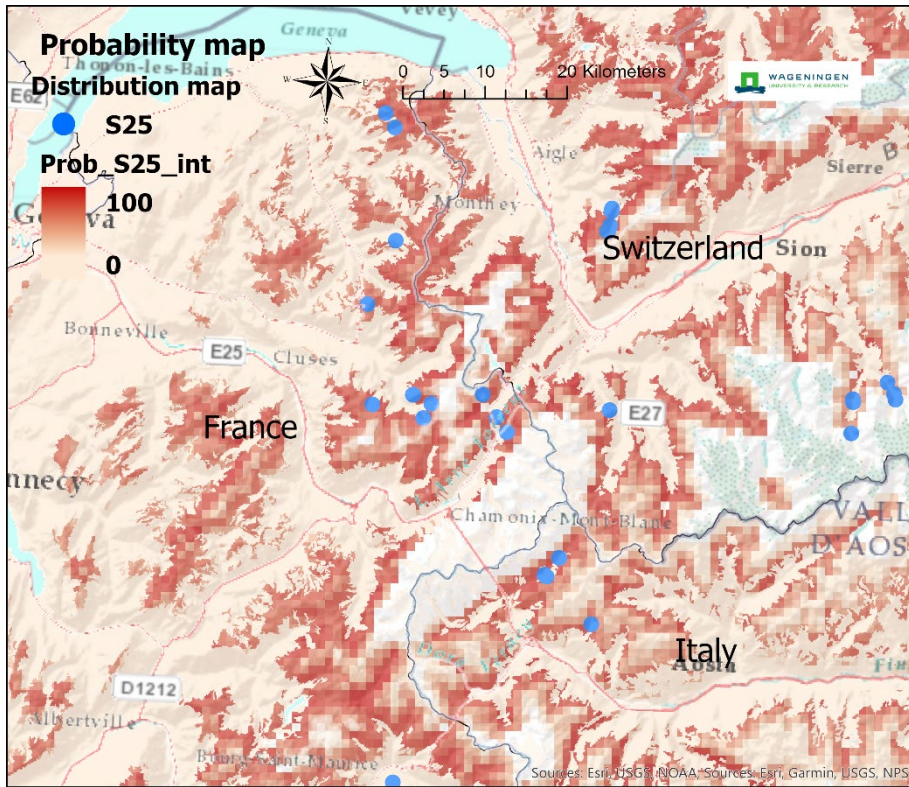 Vevey
Geneva
Probability map
Thonon-les-Bains
Distribution map
E62
S25
Prob_S25_int
100
0
N
W
E
S
0 5 10 20 Kilometers
WAGENINGEN
UNIVERSITY & RESEARCH
Aigle
Sierre
B
Monthey
Switzerland
Sion
Bonneville
E25
Cluses
France
E27
Chamonix-Mont-Blanc
VALL
D'AOS
Italy
Aosta
D1212
Albertville
Bourg-Saint-Maurice
Sources: Esri, USGS, NOAA, Sources: Esri, Garmin, USGS, NPS